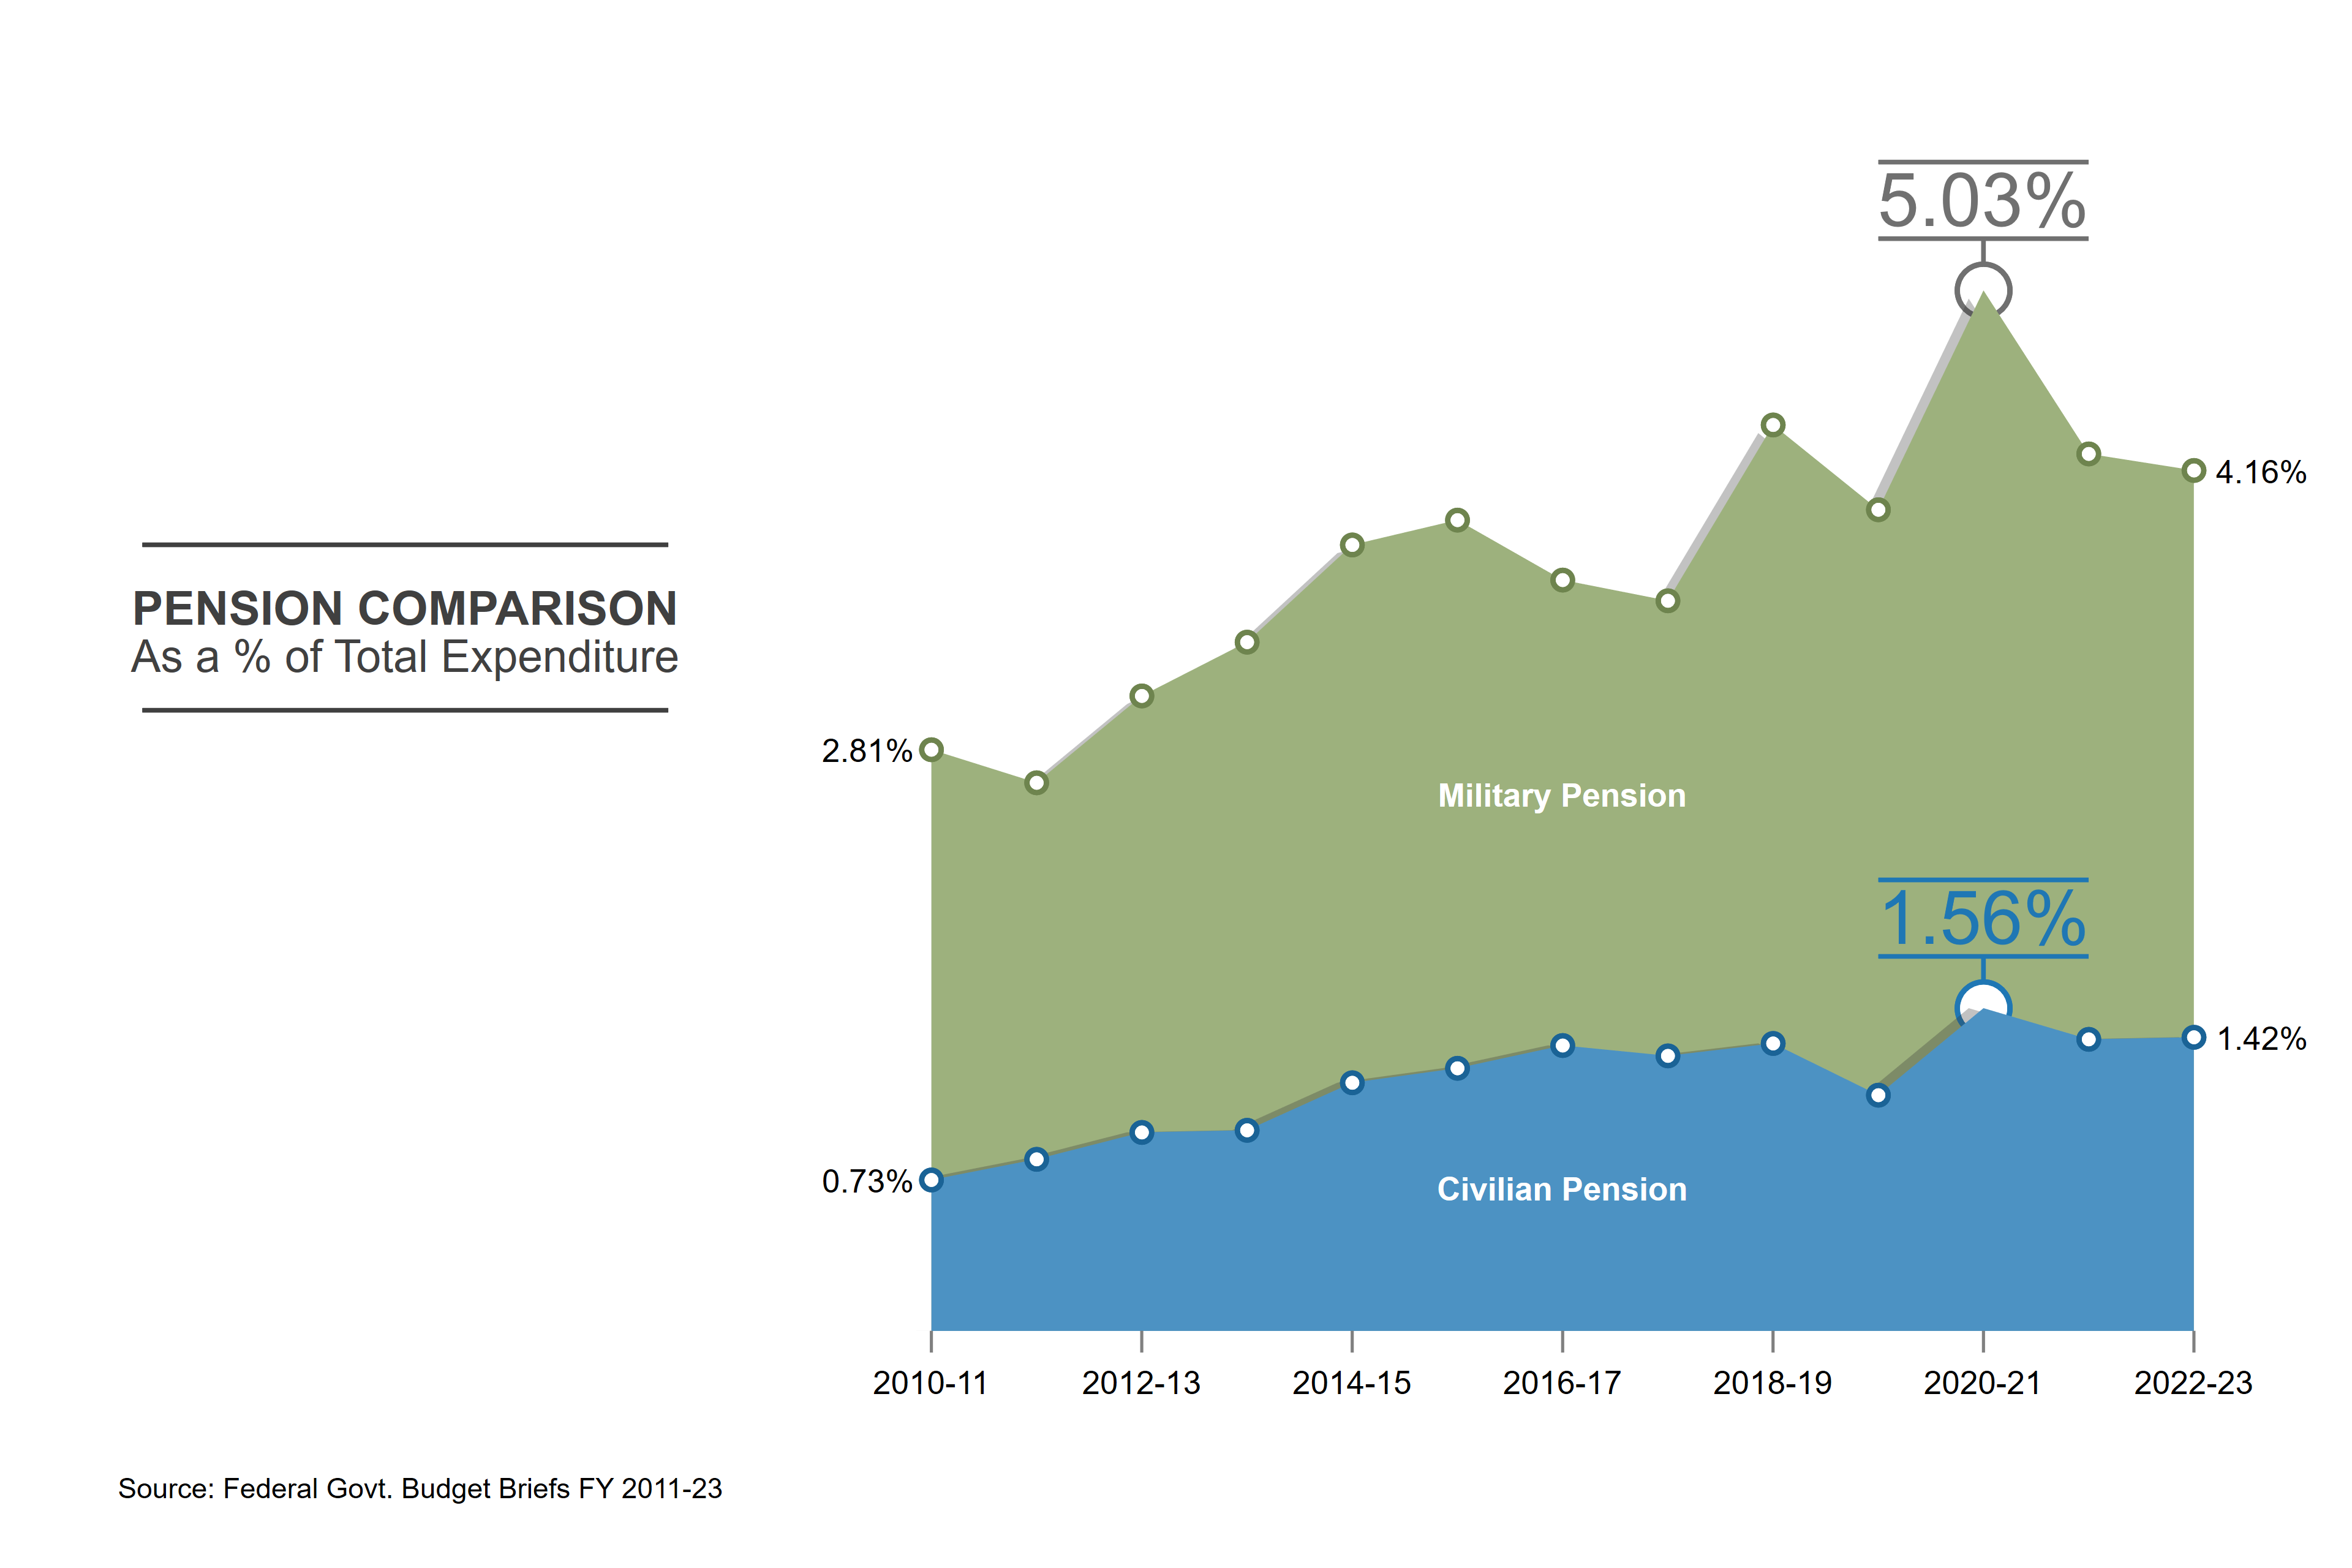 5.03%
4.16%
PENSION COMPARISON
As a % of Total Expenditure
2.81%
Military Pension
1.56%
1.42%
0.73%
Civilian Pension
2010-11 2012-13 2014-15 2016-17 2018-19 2020-21 2022-23
Source: Federal Govt. Budget Briefs FY 2011-23